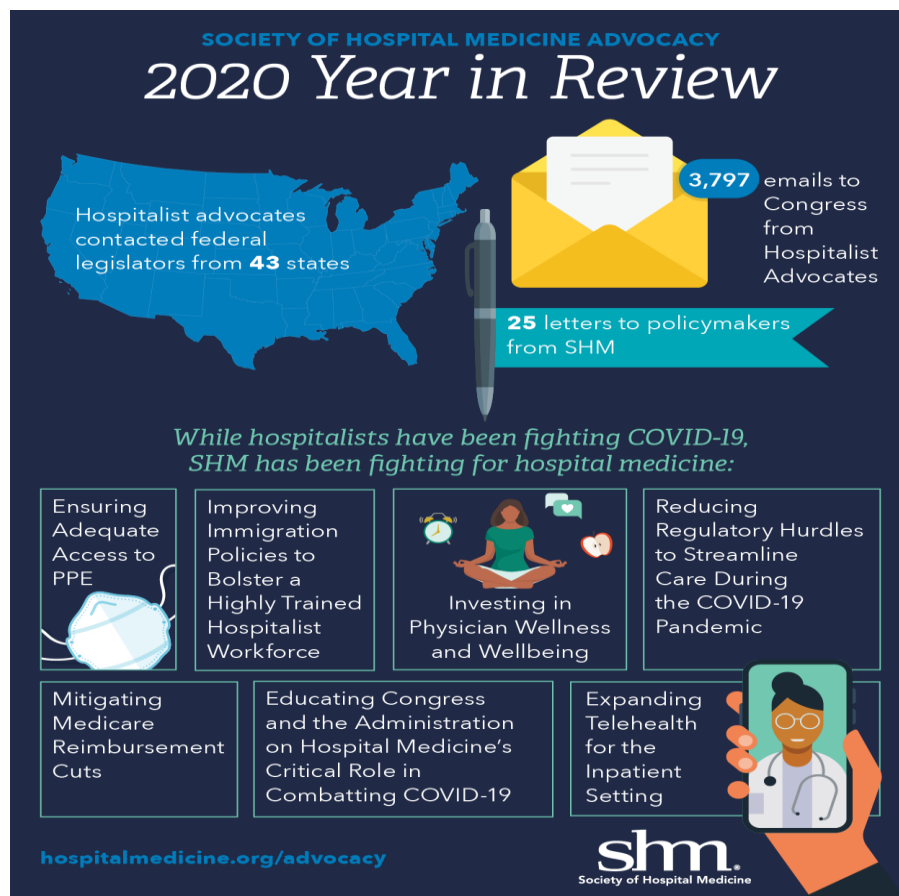 SOCIETY OF HOSPITAL MEDICINE ADVOCACY
2020 Year in Review
Hospitalist advocates
contacted federal
legislators from 43 states
3,797 emails to
Congress
from
Hospitalist
Advocates
25 letters to policymakers
from SHM
While hospitalists have been fighting COVID-19,
SHM has been fighting for hospital medicine:
Ensuring
Adequate
Access to
PPE
Improving
Immigration
Policies to
Bolster a
Highly Trained
Hospitalist
Workforce
Investing in
Physician Wellness
and Wellbeing
Reducing
Regulatory Hurdles
to Streamline
Care During
the COVID-19
Pandemic
Mitigating
Medicare
Reimbursement
Cuts
Educating Congress
and the Administration
on Hospital Medicine's
Critical Role in
Combatting COVID-19
Expanding
Telehealth
for the
Inpatient
Setting
hospitalmedicine.org/advocacy
shm.
Society of Hospital Medicine